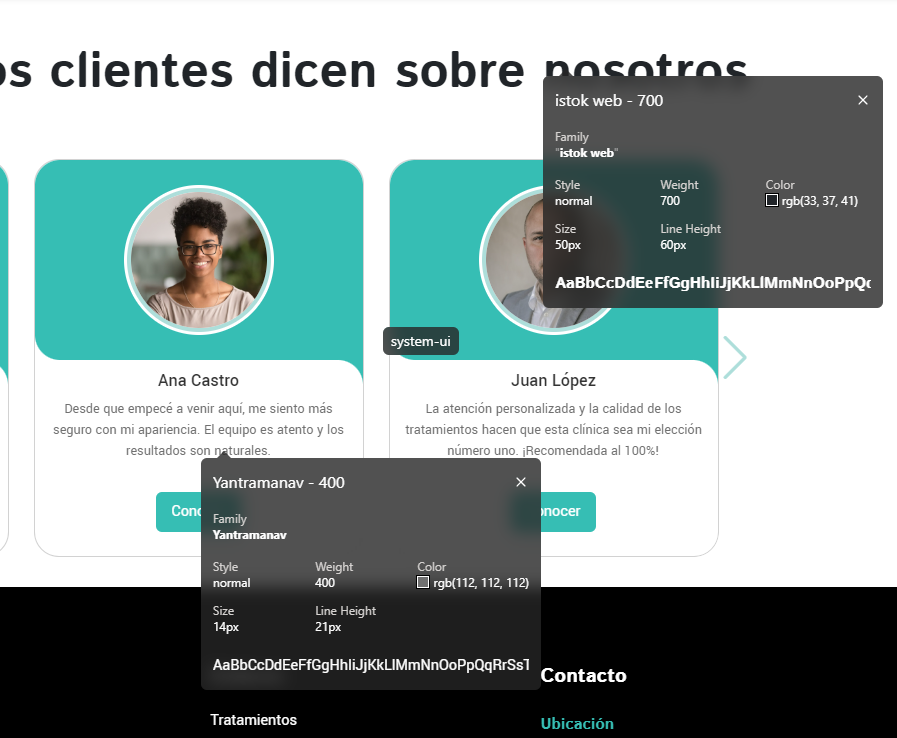 os clientes dicen sobre nosotros
istok web - 700
Family
"istok web"
Style
Weight
Color
normal
700
rgb(33, 37, 41)
Size
Line Height
50px
60px
AaBbCcDdEeFfGgHhIiJjKkLlMmNnOoPpQq
system-ui
Ana Castro
Desde que empecé a venir aquí, me siento más
seguro con mi apariencia. El equipo es atento y los
resultados son naturales.
Juan López
La atención personalizada y la calidad de los
tratamientos hacen que esta clínica sea mi elección
número uno. ¡Recomendada al 100%!
Yantramanav - 400
Family
Yantramanav
Style
Weight
Color
normal
400
rgb(112, 112, 112)
Size
Line Height
14px
21px
AaBbCcDdEeFfGgHhIiJjKkLlMmNnOoPpQqRrSsT
Contacto
Tratamientos
Ubicación